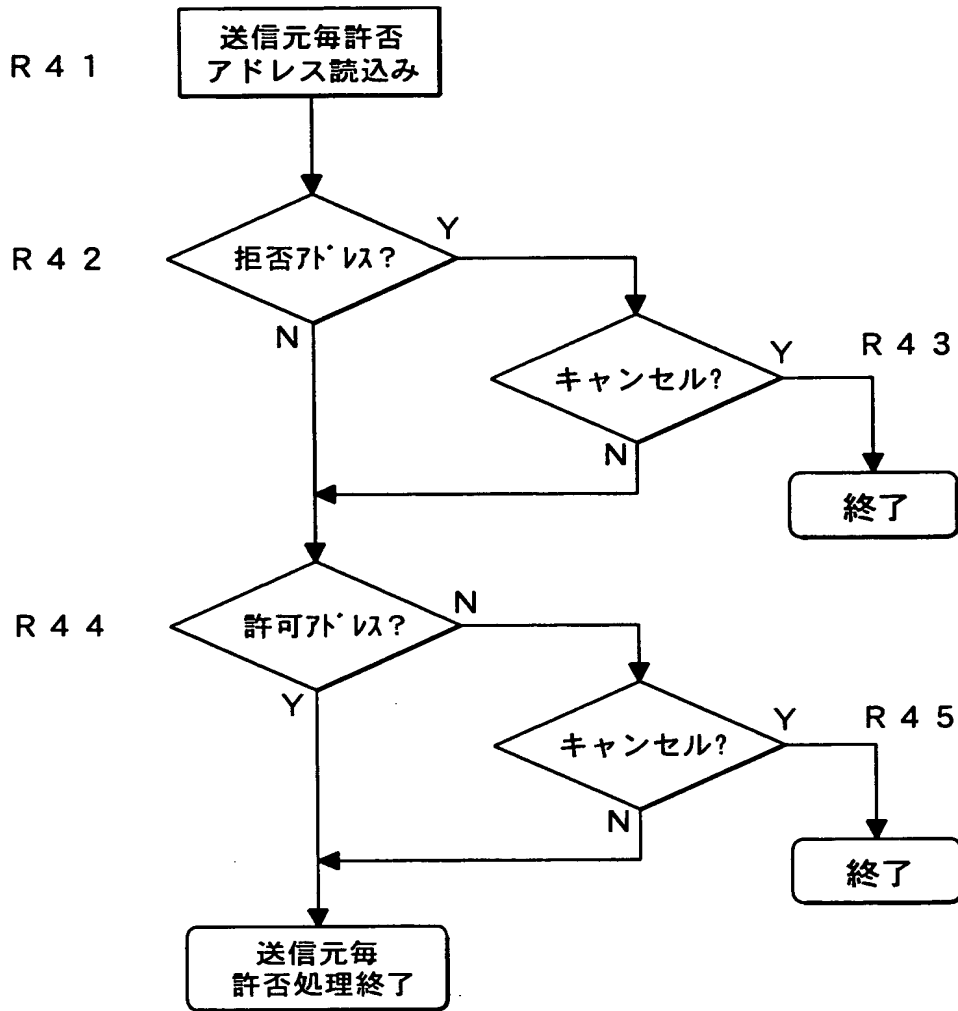 R41
送信元毎許否
アドレス読込み
R42
拒否ｱﾄﾞﾚｽ?
Y
N
キャンセル?
Y
R43
N
終了
R44
許可ｱﾄﾞﾚｽ?
N
Y
キャンセル?
Y
R45
N
終了
送信元毎
許否処理終了